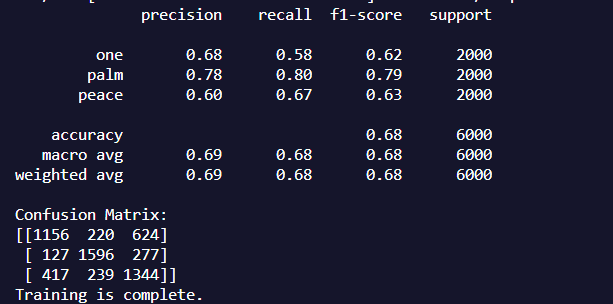 precision recall f1-score support
one 0.68 0.58 0.62 2000
palm 0.78 0.80 0.79 2000
peace 0.60 0.67 0.63 2000
accuracy 0.68 6000
macro avg 0.69 0.68 0.68 6000
weighted avg 0.69 0.68 0.68 6000
Confusion Matrix:
[[1156 220 624]
[ 127 1596 277]
[ 417 239 1344]]
Training is complete.